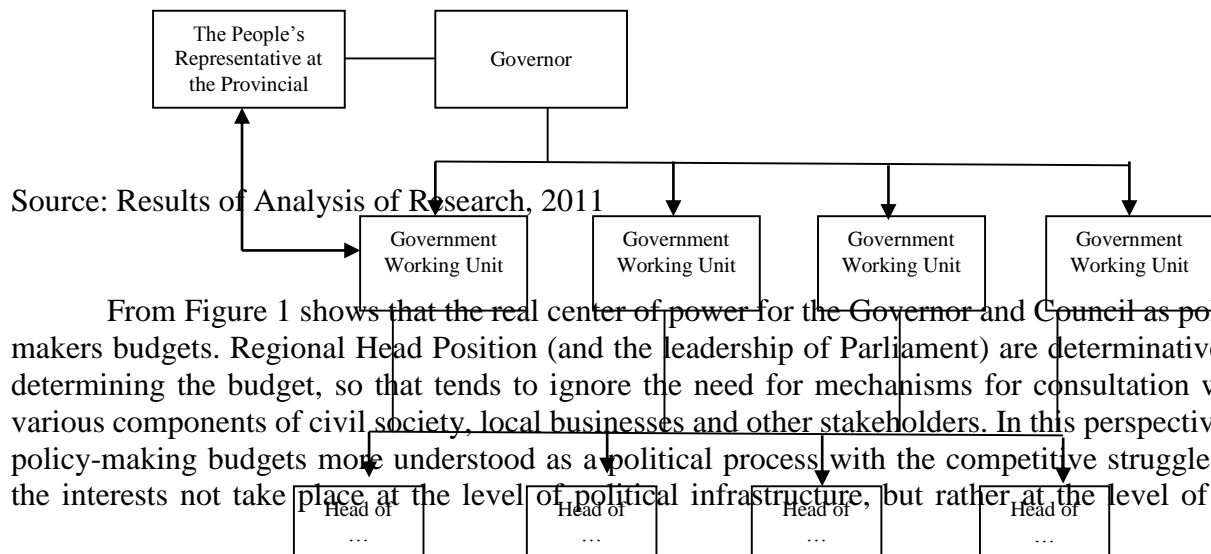 The People's
Representative at
the Provincial
Governor
Source: Results of Analysis of Research, 2011
Government
Working Unit
Government
Working Unit
Government
Working Unit
Government
Working Unit
From Figure 1 shows that the real center of power for the Governor and Council as pol
makers budgets. Regional Head Position (and the leadership of Parliament) are determinative
determining the budget, so that tends to ignore the need for mechanisms for consultation w
various components of civil society, local businesses and other stakeholders. In this perspectiv
policy-making budgets more understood as a political process with the competitive struggle
the interests not take place at the level of political infrastructure, but rather at the level of
Head of
…
Head of
…
Head of
…
Head of
…